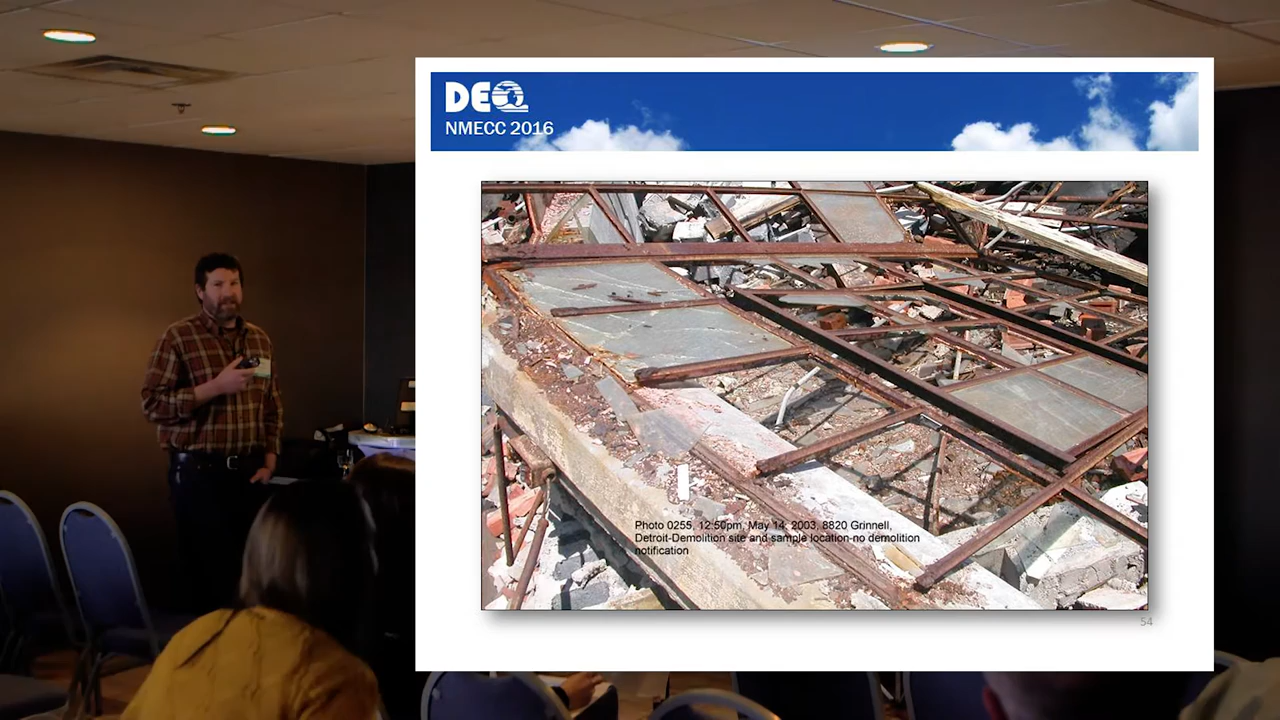 DEQ
NMECC 2016
Photo 0255, 12:50pm, May 14, 2003, 8820 Grinnell,
Detroit-Demolition site and sample location-no demolition
notification
54